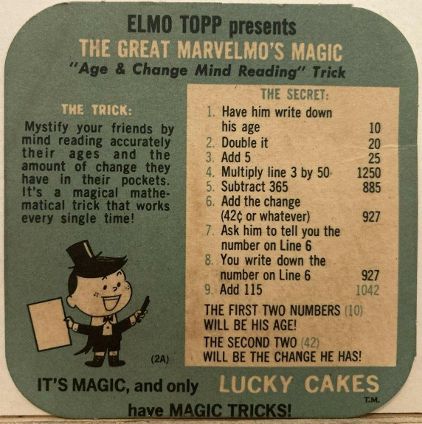 ELMO TOPP presents
THE GREAT MARVELMO'S MAGIC
"Age & Change Mind Reading" Trick
THE TRICK:
Mystify your friends by
mind reading accurately
their ages and the
amount of change they
have in their pockets.
It's a magical mathe-
matical trick that works
every single time!
THE SECRET:
1. Have him write down
his age 10
2. Double it 20
3. Add 5 25
4. Multiply line 3 by 50 1250
5. Subtract 365 885
6. Add the change
(42¢ or whatever) 927
7. Ask him to tell you the
number on Line 6
8. You write down the
number on Line 6 927
9. Add 115 1042
THE FIRST TWO NUMBERS (10)
WILL BE HIS AGE!
THE SECOND TWO (42)
WILL BE THE CHANGE HE HAS!
(2A)
IT'S MAGIC, and only LUCKY CAKES
T.M.
have MAGIC TRICKS!